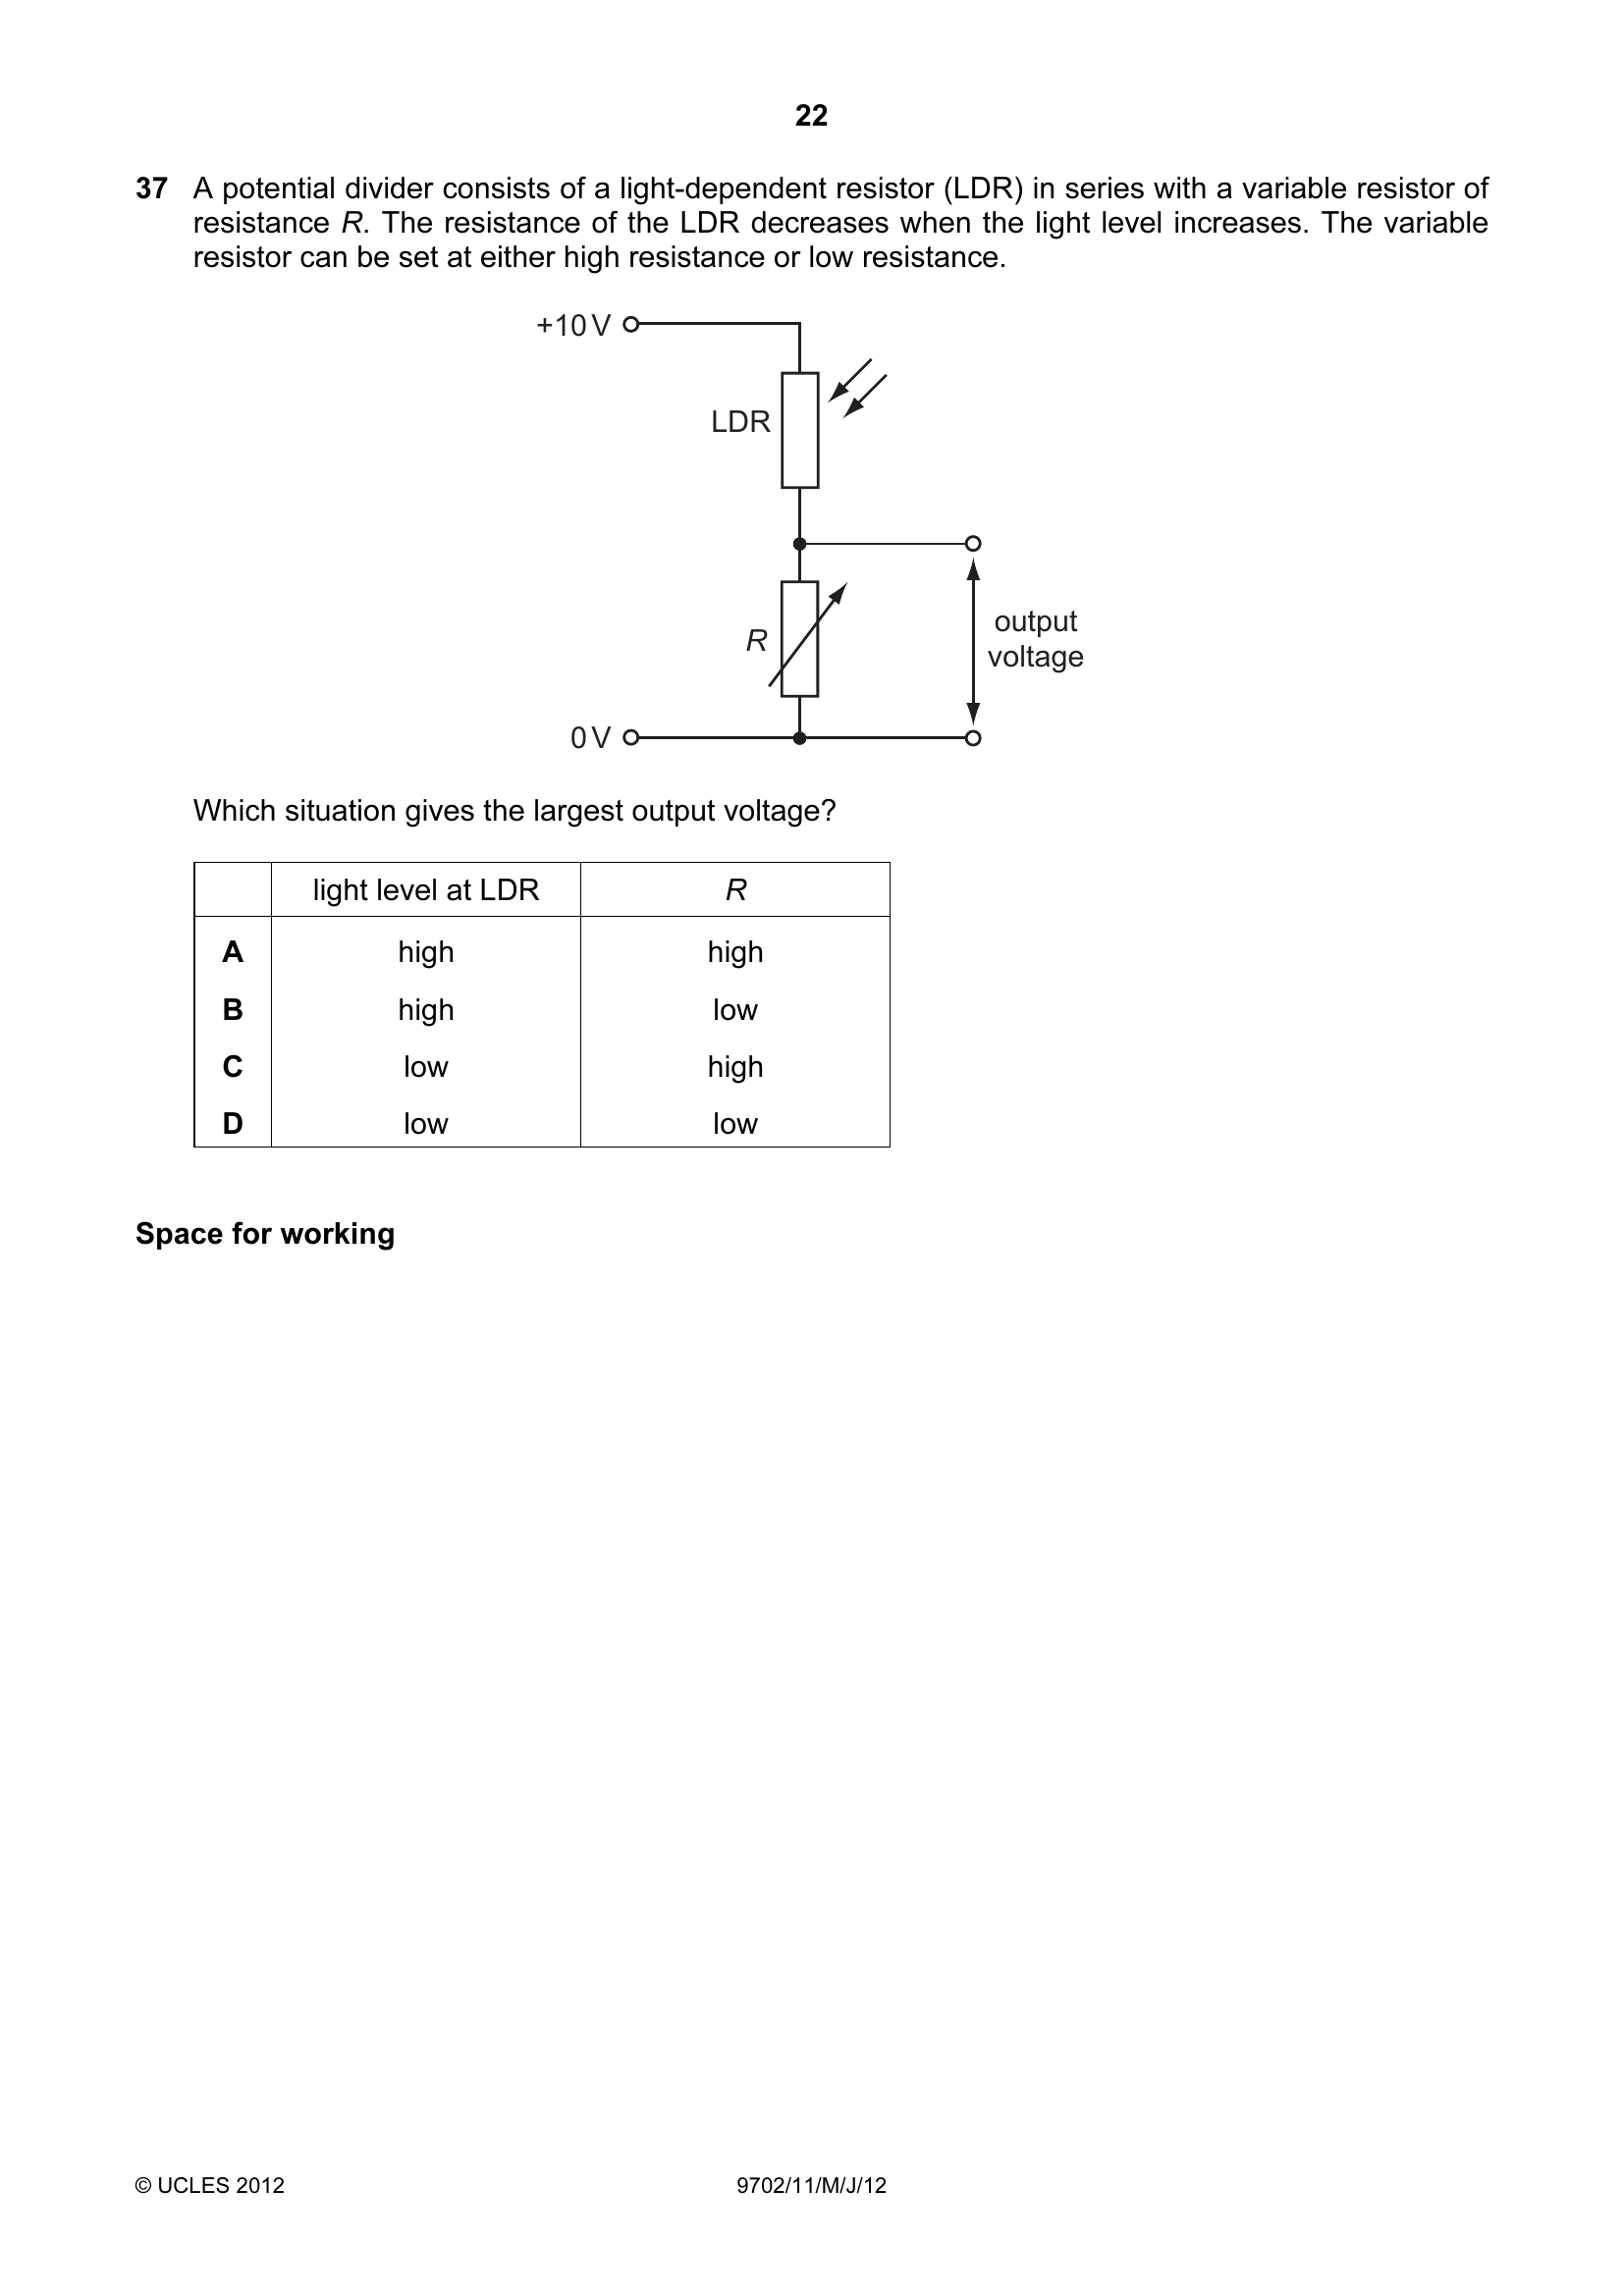 22
37 A potential divider consists of a light-dependent resistor (LDR) in series with a variable resistor of
resistance R. The resistance of the LDR decreases when the light level increases. The variable
resistor can be set at either high resistance or low resistance.
+10 V
LDR
R
output
voltage
0 V
Which situation gives the largest output voltage?
light level at LDR R
A high high
B high low
C low high
D low low
Space for working
© UCLES 2012 9702/11/M/J/12